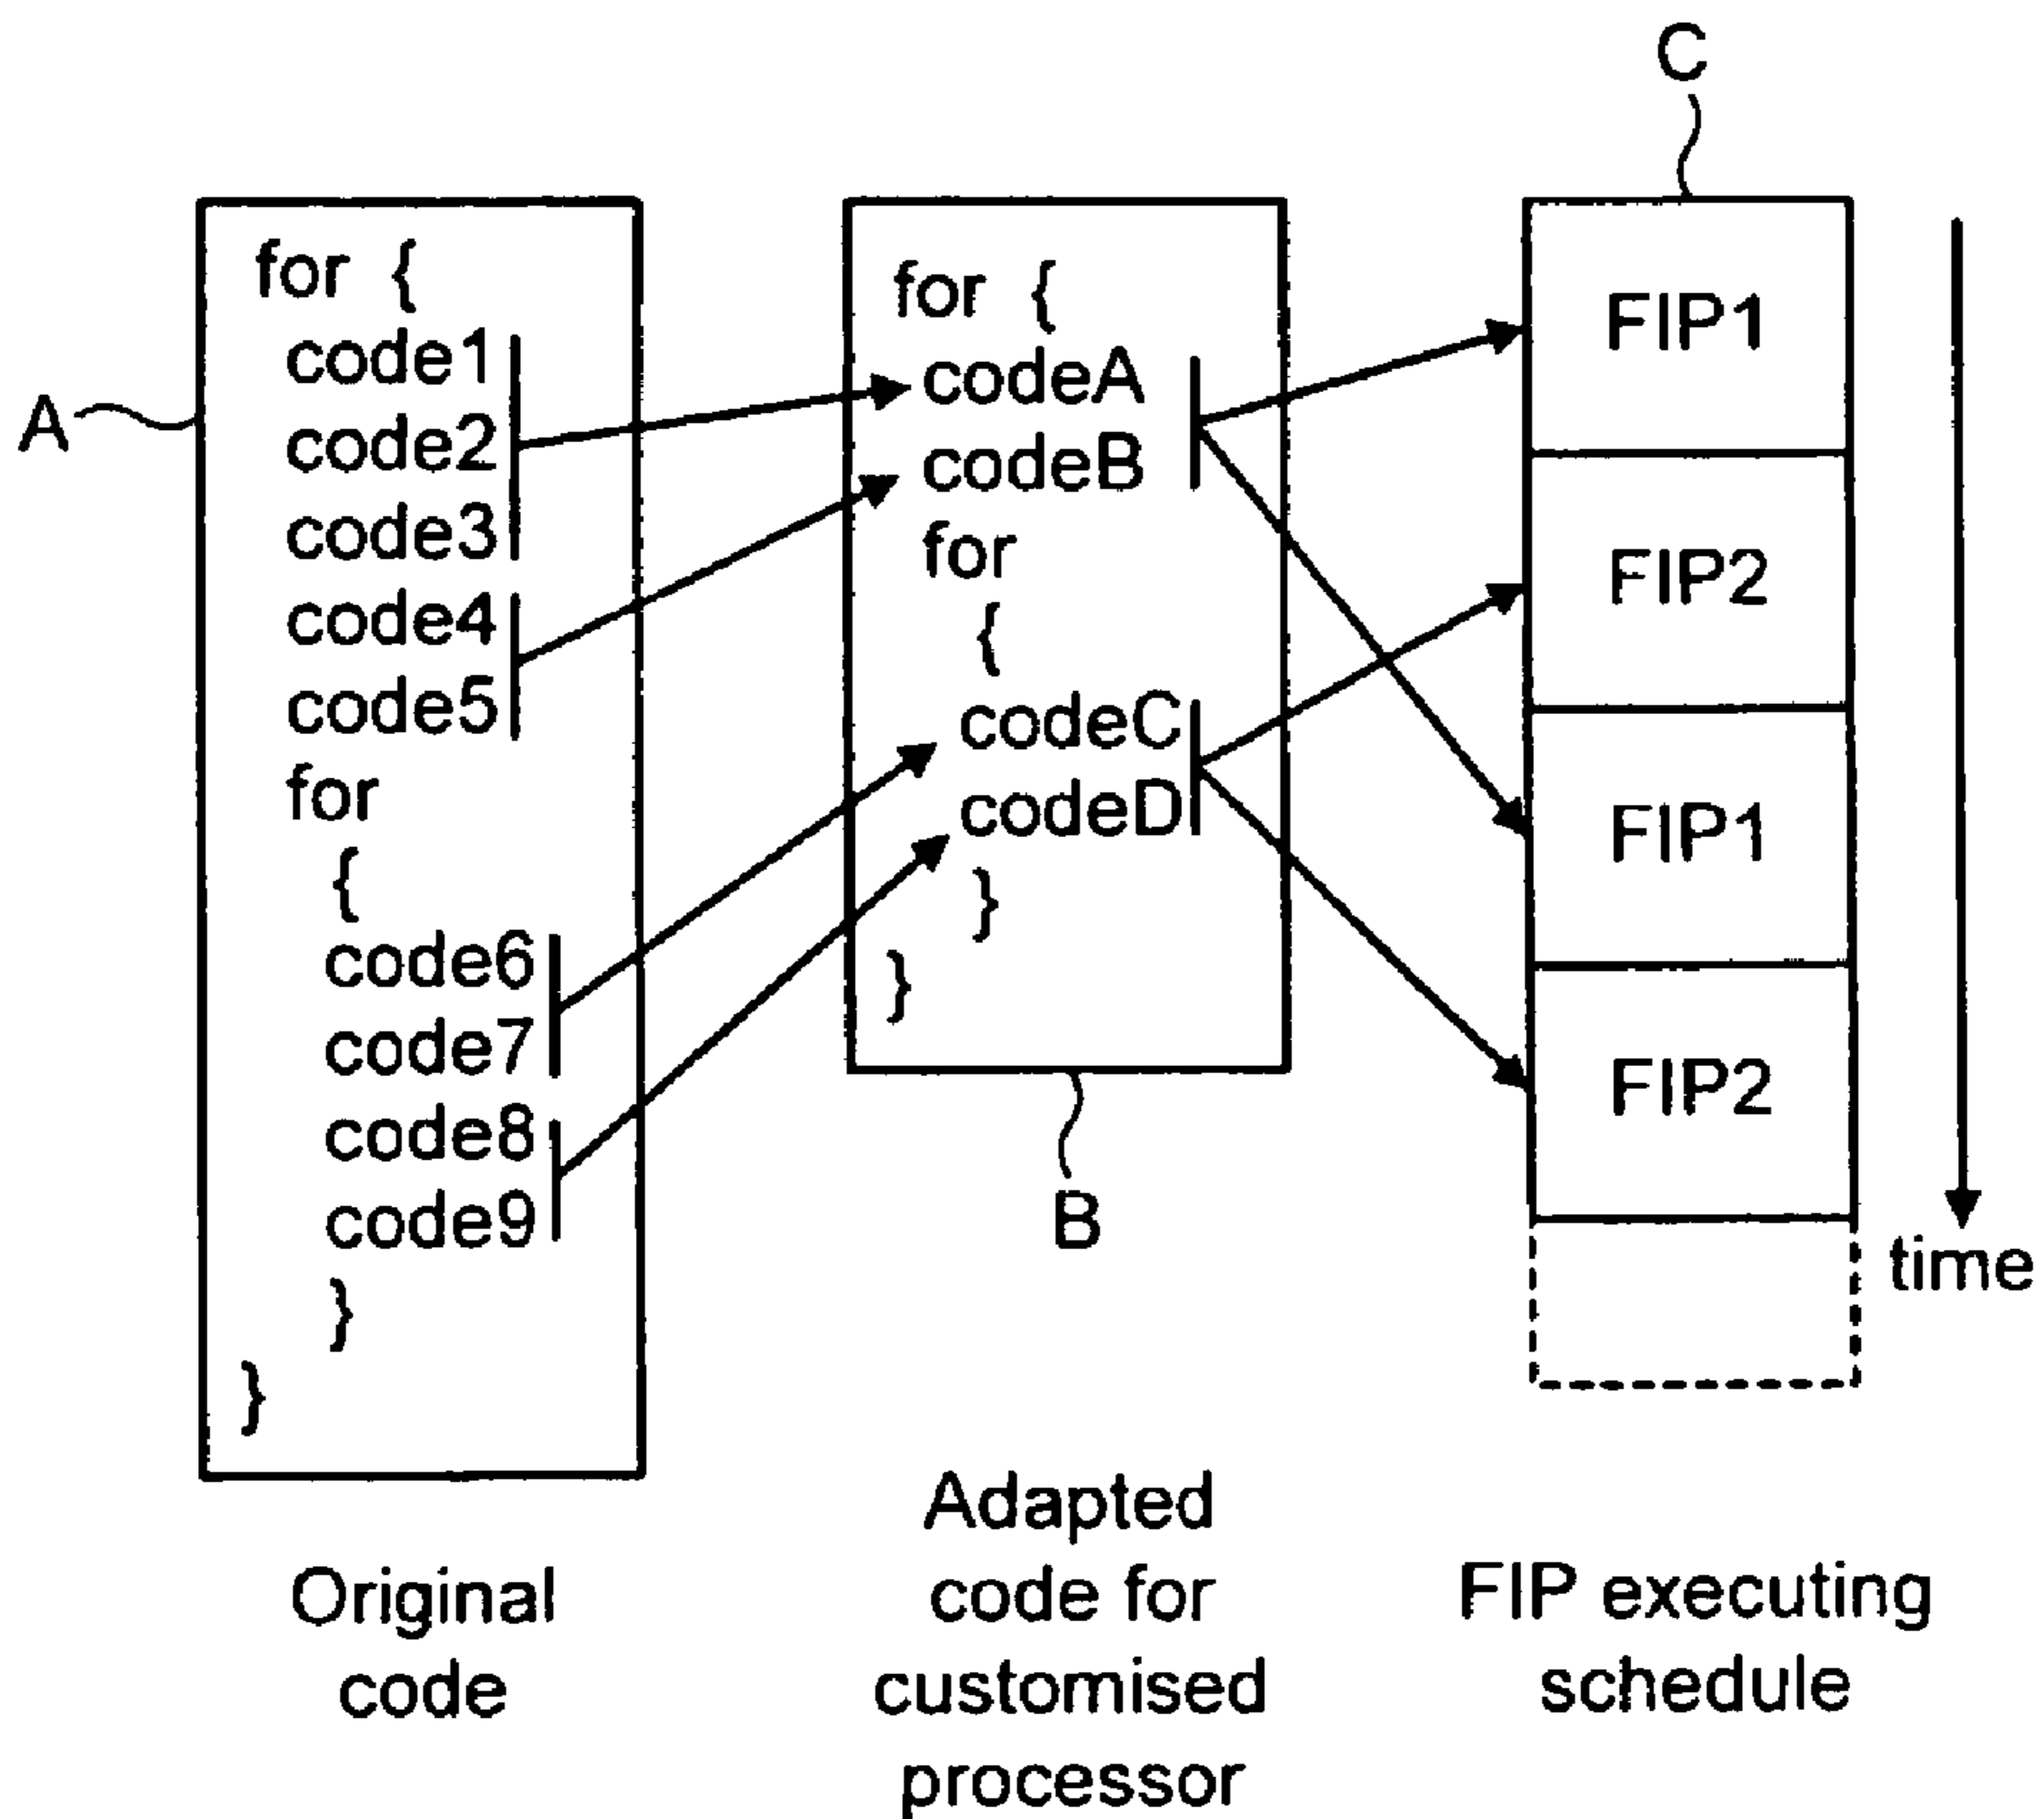 C
A
for {
code1
code2
code3
code4
code5
for
{
code6
code7
code8
code9
}
}
for {
codeA
codeB
for
{
codeC
codeD
}
}
B
FIP1
FIP2
FIP1
FIP2
time
Original
code
Adapted
code for
customised
processor
FIP executing
schedule